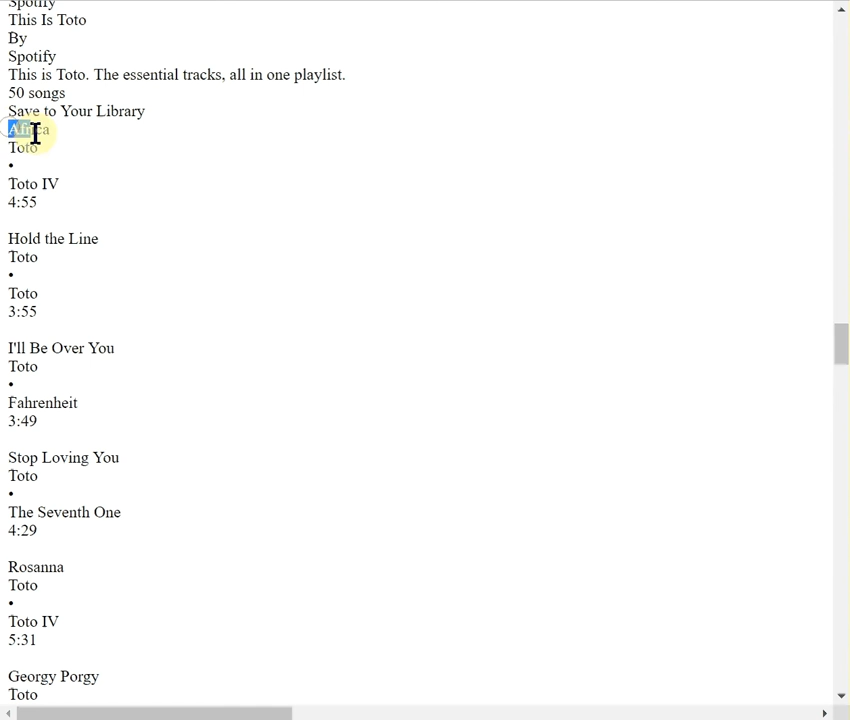 Spotify
This Is Toto
By
Spotify
This is Toto. The essential tracks, all in one playlist.
50 songs
Save to Your Library
Africa
Toto
•
Toto IV
4:55
Hold the Line
Toto
•
Toto
3:55
I'll Be Over You
Toto
•
Fahrenheit
3:49
Stop Loving You
Toto
•
The Seventh One
4:29
Rosanna
Toto
•
Toto IV
5:31
Georgy Porgy
Toto